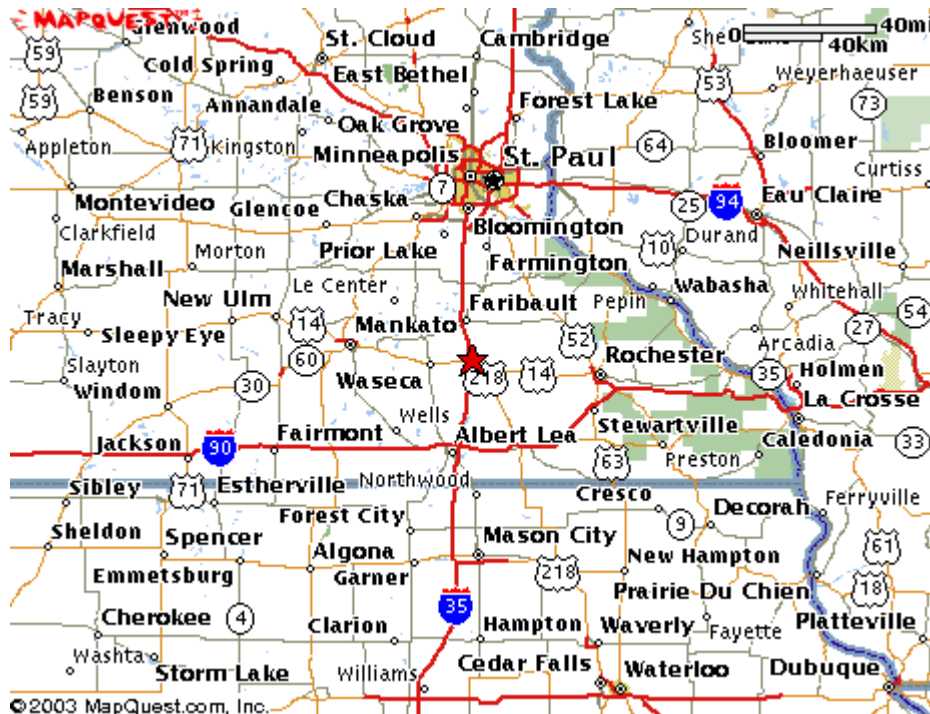 MAPQUEST
Glenwood
St. Cloud
Cambridge
40mi
40km
59
Cold Spring
East Bethel
53
Weyerhaeuser
59
Benson
Annandale
Forest Lake
73
Oak Grove
71
Kingston
64
Bloomer
Appleton
Minneapolis
St. Paul
Curtiss
7
Montevideo
Glencoe
Chaska
25
94
Eau Claire
Clarkfield
Bloomington
10
Durand
Neillsville
Morton
Prior Lake
Farmington
Marshall
Le Center
Wabasha
New Ulm
Faribault
Pepin
Whitehall
54
Tracy
Sleepy Eye
14
Mankato
52
27
Arcadia
Slayton
60
Rochester
35
Holmen
Windom
30
Waseca
218
14
La Crosse
Wells
Stewartville
Caledonia
Jackson
90
Fairmont
Albert Lea
33
63
Preston
Sibley
71
Estherville
Northwood
Cresco
Decorah
Ferryville
Forest City
9
Sheldon
Spencer
Mason City
61
Algona
New Hampton
Emmetsburg
Garner
218
Prairie Du Chien
18
Cherokee
4
Clarion
35
Hampton
Waverly
Fayette
Platteville
Washta
Storm Lake
Williams
Cedar Falls
Waterloo
Dubuque
©2003 MapQuest.com, Inc.